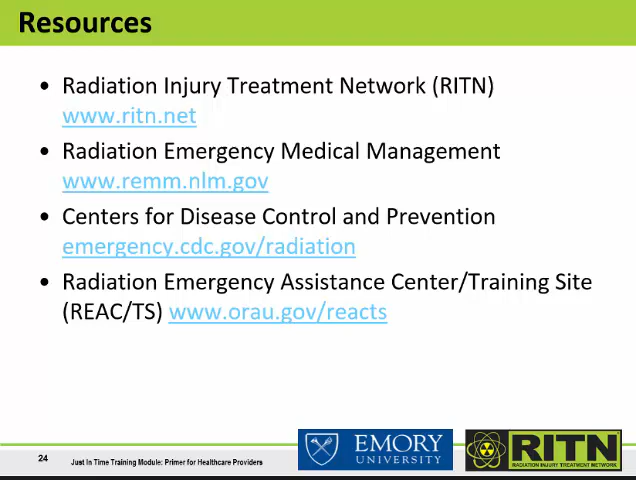 Resources
• Radiation Injury Treatment Network (RITN)
www.ritn.net
• Radiation Emergency Medical Management
www.remm.nlm.gov
• Centers for Disease Control and Prevention
emergency.cdc.gov/radiation
• Radiation Emergency Assistance Center/Training Site
(REAC/TS) www.orau.gov/reacts
24
Just In Time Training Module: Primer for Healthcare Providers
EMORY
UNIVERSITY
RITN
RADIATION INJURY TREATMENT NETWORK